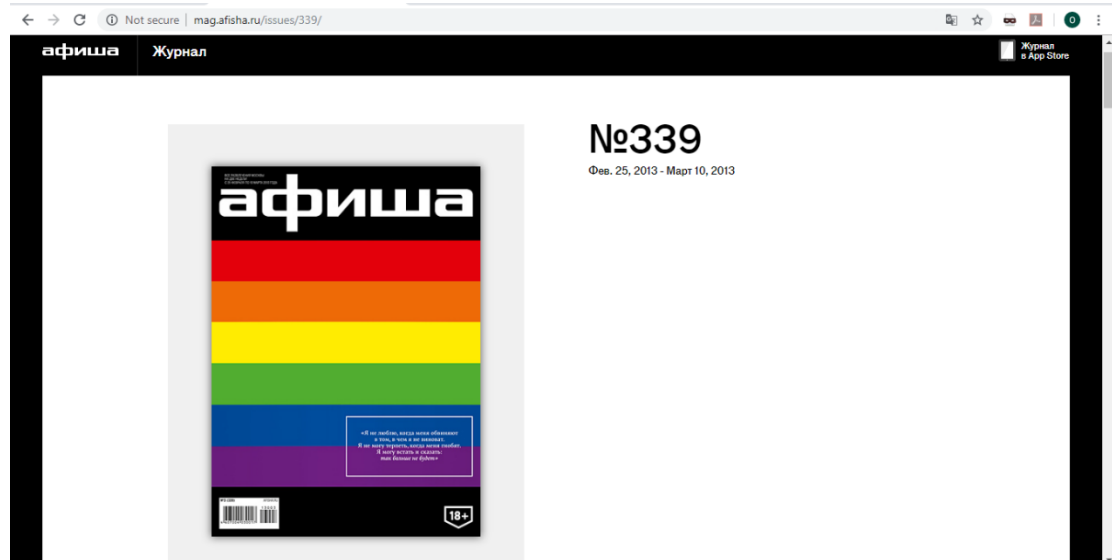 Not secure | mag.afisha.ru/issues/339/
O
афиша
Журнал
Журнал
в App Store
№339
Фев. 25, 2013 - Март 10, 2013
афиша
«Я не люблю, когда меня обвиняют
в том, в чем я не виноват.
Я не могу терпеть, когда меня гнобят.
Я могу встать и сказать:
так дальше не будет»
18+